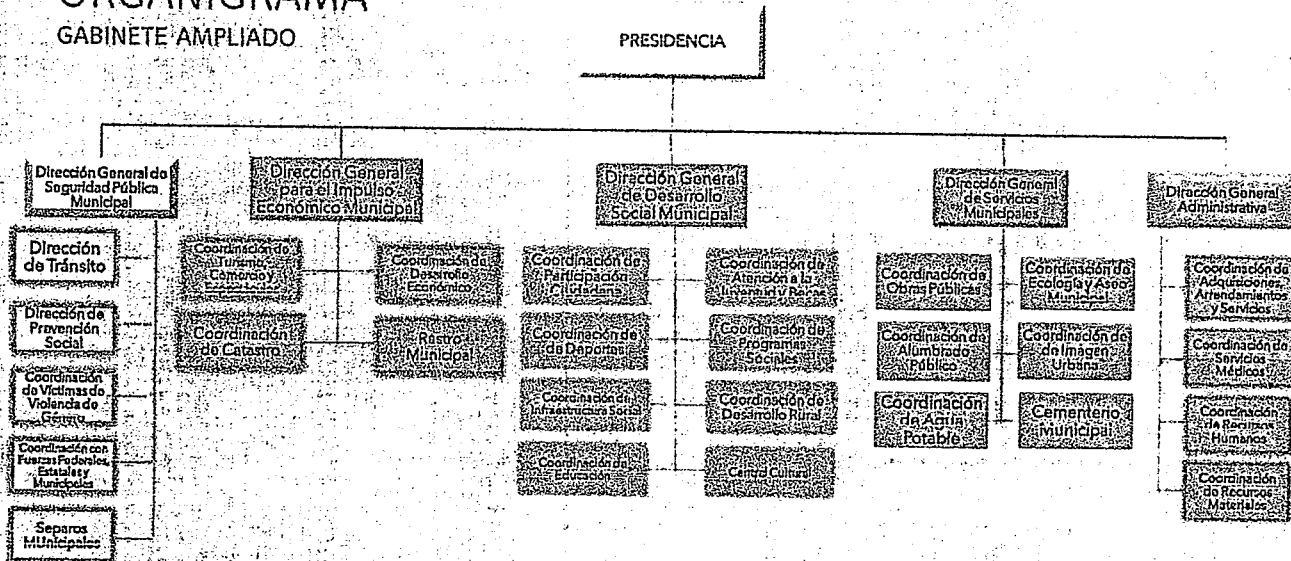 ORGANIGRAMA
GABINETE AMPLIADO
PRESIDENCIA
Dirección General de
Seguridad Pública
Municipal
Dirección General
para el Impulso
Económico Municipal
Dirección General
de Desarrollo
Social Municipal
Dirección General
de Servicios
Municipales
Dirección General
Administrativa
Dirección
de Tránsito
Dirección de
Prevención
Social
Coordinación
de Víctimas de
Violencia de
Género
Coordinación con
Fuerzas Federales,
Estatales y
Municipales
Separos
MUnicipales
Coordinación de
Turismo,
Comercio y
Coordinación de
Desarrollo
Económico
Coordinación
de Catastro
Rastro
Municipal
Coordinación de
Participación
Ciudadana
Coordinación de
Atención a la
Juventud y Becas
Coordinación de
de Deportes
Coordinación de
Programas
Sociales
Coordinación de
Infraestructura Social
Coordinación de
Desarrollo Rural
Coordinación de
Educación
Central Cultural
Coordinación de
Obras Públicas
Coordinación de
Ecología y Aseo
Municipal
Coordinación de
Alumbrado
Público
Coordinación de
de Imagen
Urbana
Coordinación
de Agua
Potable
Cementerio
Municipal
Coordinación de
Adquisiciones,
Arrendamientos
y Servicios
Coordinación de
Servicios
Médicos
Coordinación
de Recursos
Humanos
Coordinación
de Recursos
Materiales